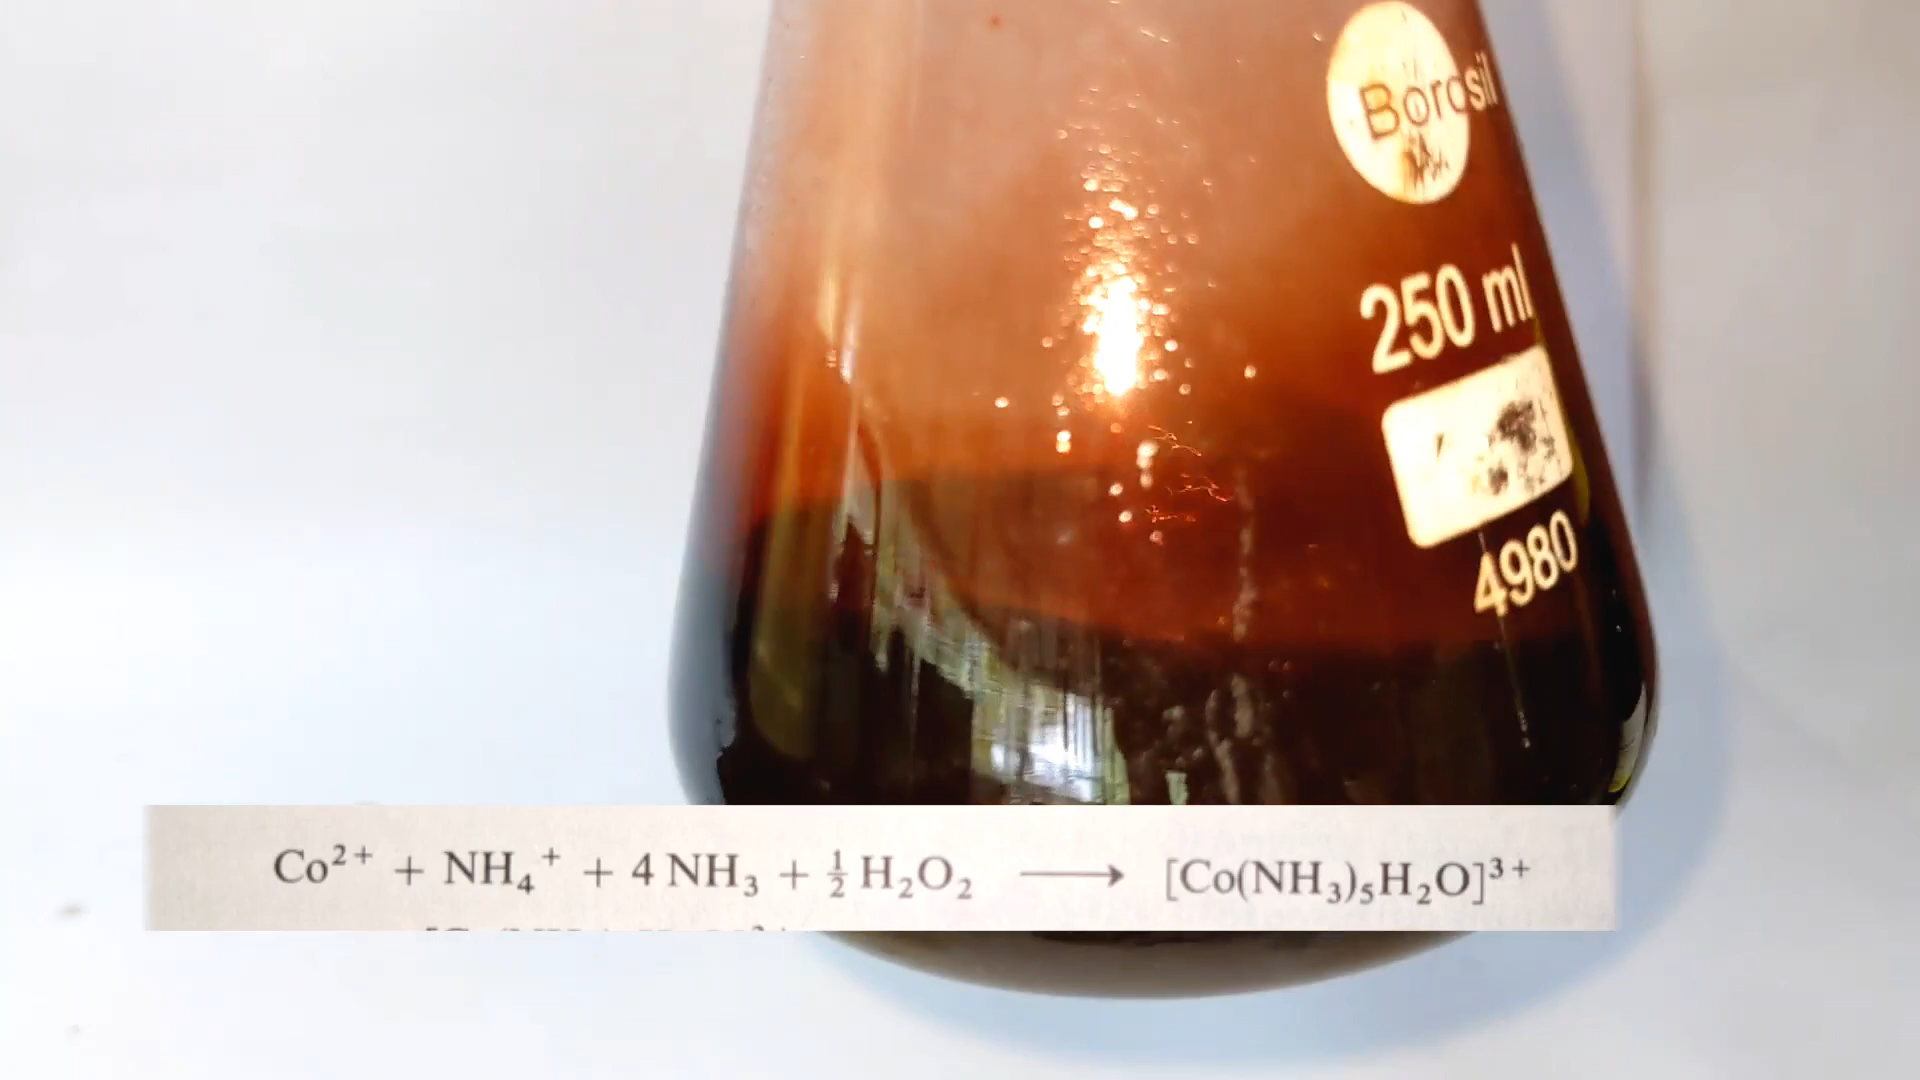 Borosil
250 ml
4980
Co²⁺ + NH₄⁺ + 4 NH₃ + ½ H₂O₂ ⟶ [Co(NH₃)₅H₂O]³⁺